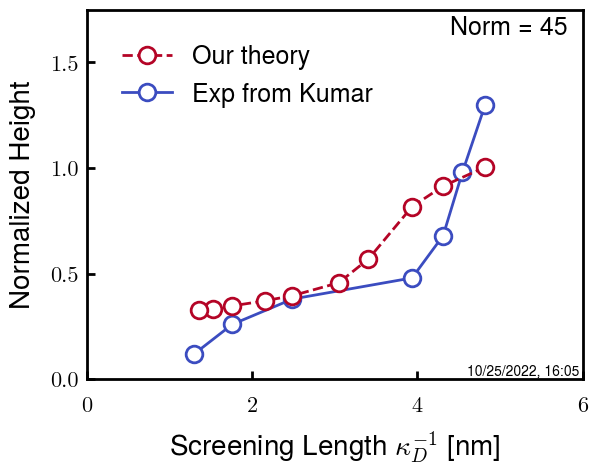 Norm = 45
Our theory
Exp from Kumar
Normalized Height
1.5
1.0
0.5
0.0
10/25/2022, 16:05
0 2 4 6
Screening Length κ_D^{-1} [nm]